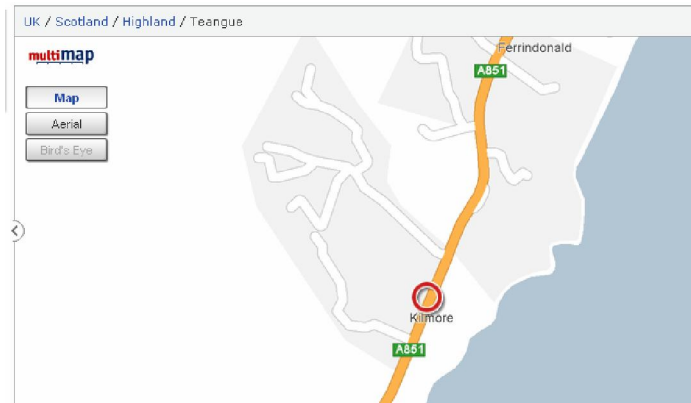 UK / Scotland / Highland / Teangue
multimap
Map
Aerial
Bird's Eye
Ferrindonald
A851
Kilmore
A851